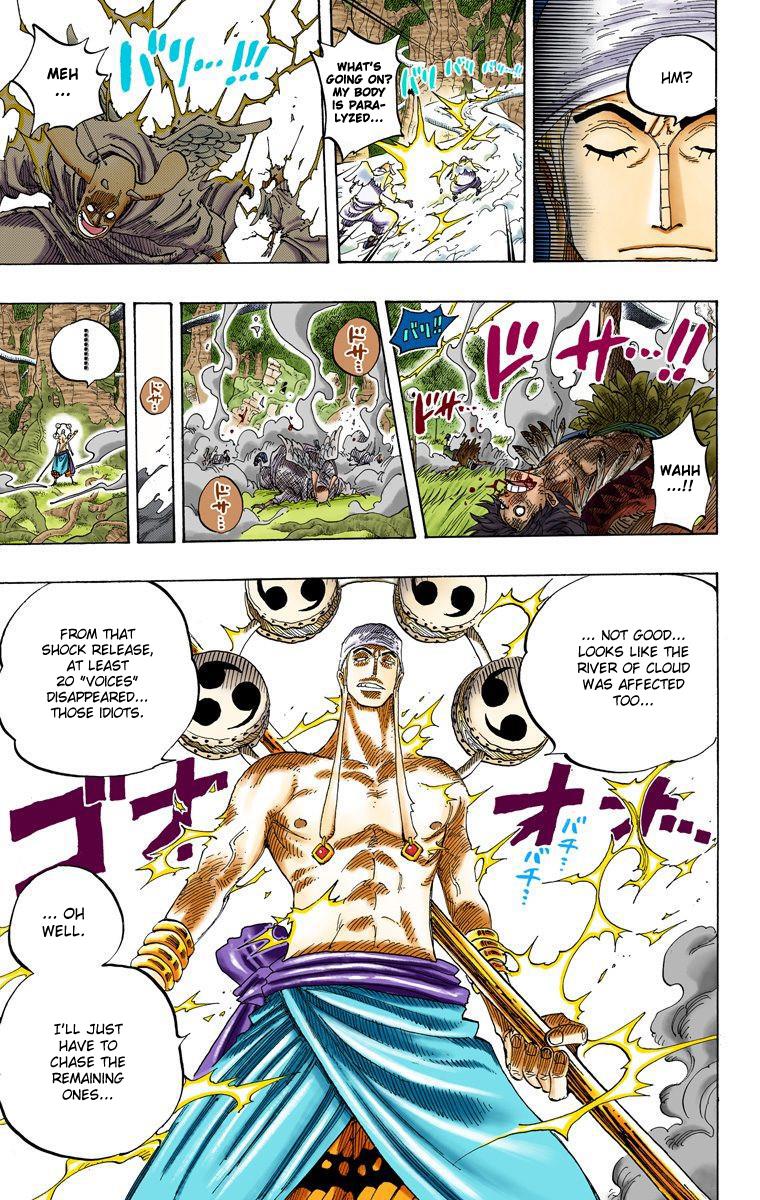 HM?
WHAT'S
GOING ON?
MY BODY
IS PARA-
LYZED...
バリバリ...!!
MEH
...
バリ...!!!
バリ!!
ドサ...!!
ドサ...
WAHH
...!!
ドサ...
ドサ...
.........
... NOT GOOD...
LOOKS LIKE THE
RIVER OF CLOUD
WAS AFFECTED
TOO...
FROM THAT
SHOCK RELEASE,
AT LEAST
20 "VOICES"
DISAPPEARED...
THOSE IDIOTS.
ゴオオオ...
バチ...
バチ...
... OH
WELL.
I'LL JUST
HAVE TO
CHASE THE
REMAINING
ONES...